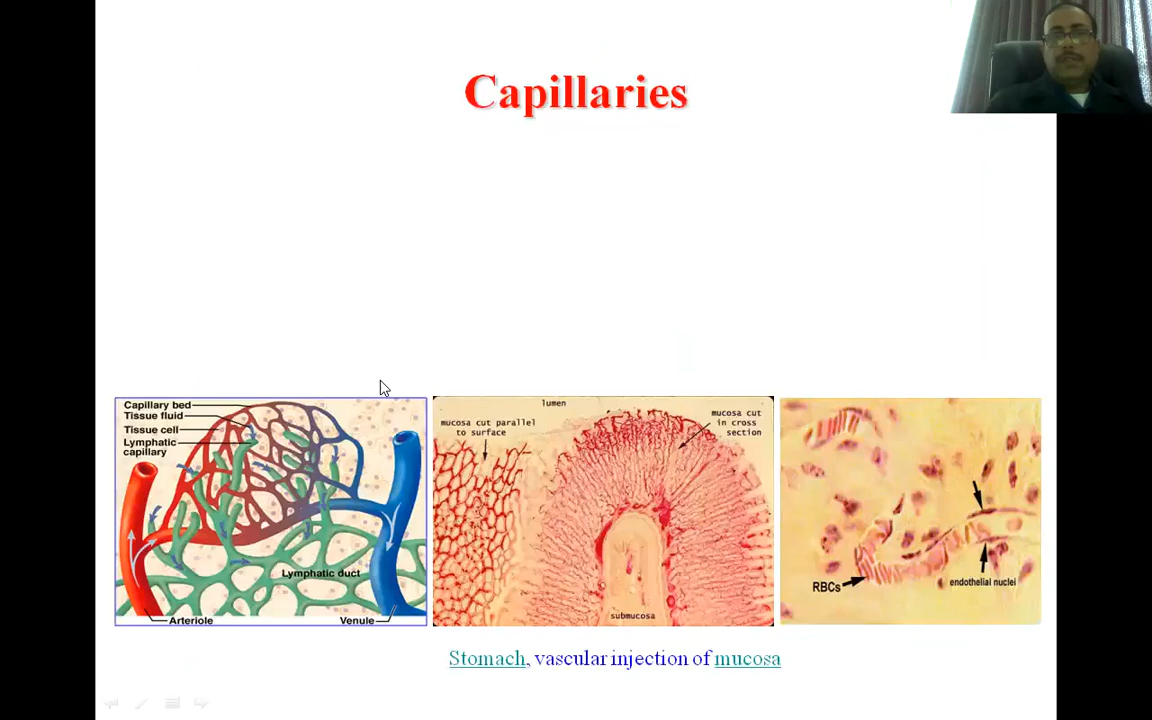 Capillaries
Capillary bed
Tissue fluid
Tissue cell
Lymphatic
capillary
Lymphatic duct
Arteriole
Venule
lumen
mucosa cut parallel
to surface
mucosa cut
in cross
section
submucosa
RBCs
endothelial nuclei
Stomach, vascular injection of mucosa